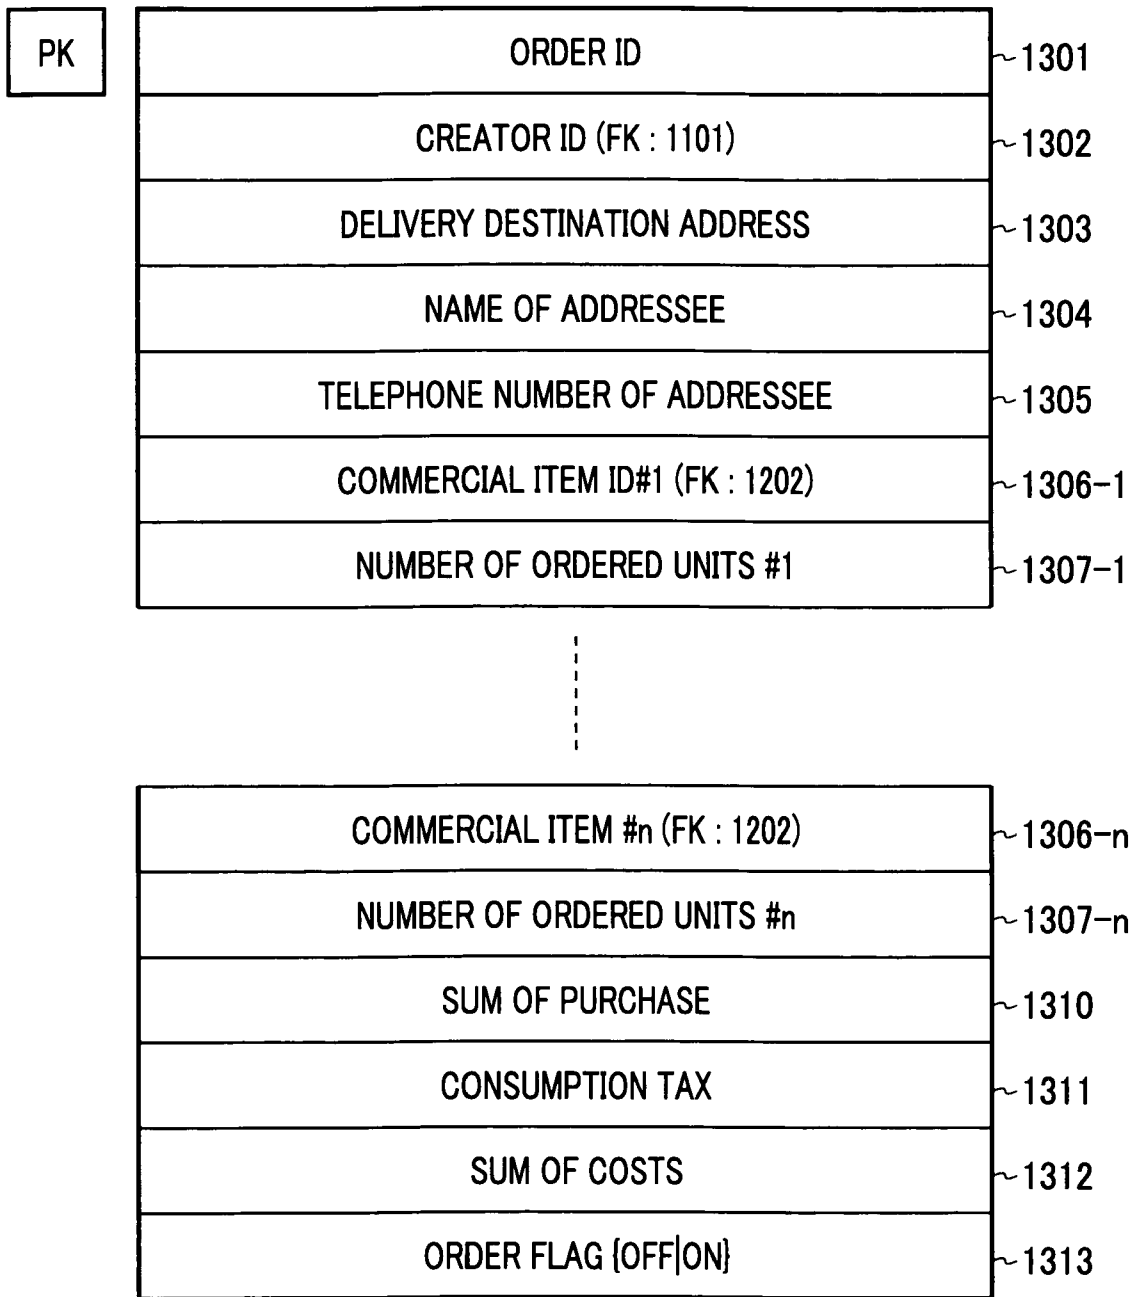 PK
ORDER ID
1301
CREATOR ID (FK : 1101)
1302
DELIVERY DESTINATION ADDRESS
1303
NAME OF ADDRESSEE
1304
TELEPHONE NUMBER OF ADDRESSEE
1305
COMMERCIAL ITEM ID#1 (FK : 1202)
1306-1
NUMBER OF ORDERED UNITS #1
1307-1
COMMERCIAL ITEM #n (FK : 1202)
1306-n
NUMBER OF ORDERED UNITS #n
1307-n
SUM OF PURCHASE
1310
CONSUMPTION TAX
1311
SUM OF COSTS
1312
ORDER FLAG {OFF|ON}
1313